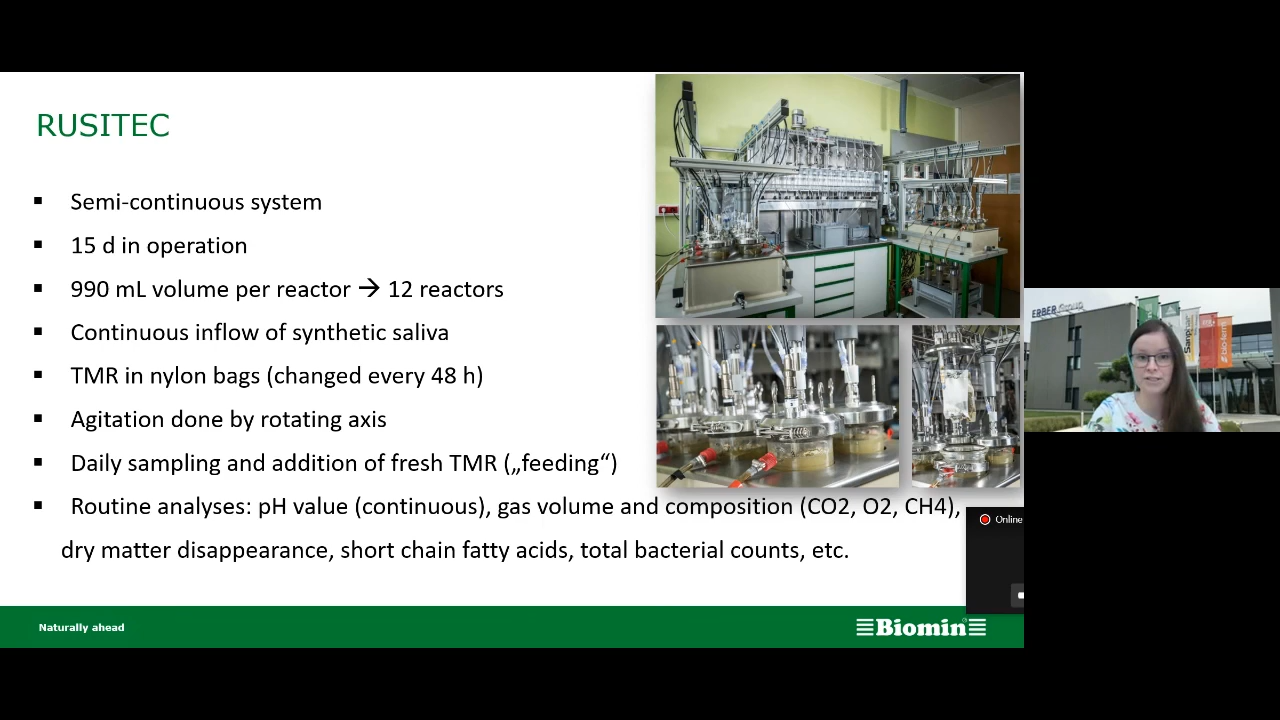 RUSITEC
▪ Semi-continuous system
▪ 15 d in operation
▪ 990 mL volume per reactor → 12 reactors
▪ Continuous inflow of synthetic saliva
▪ TMR in nylon bags (changed every 48 h)
▪ Agitation done by rotating axis
▪ Daily sampling and addition of fresh TMR („feeding“)
▪ Routine analyses: pH value (continuous), gas volume and composition (CO2, O2, CH4),
dry matter disappearance, short chain fatty acids, total bacterial counts, etc.
Online
Naturally ahead
Biomin
ERBER